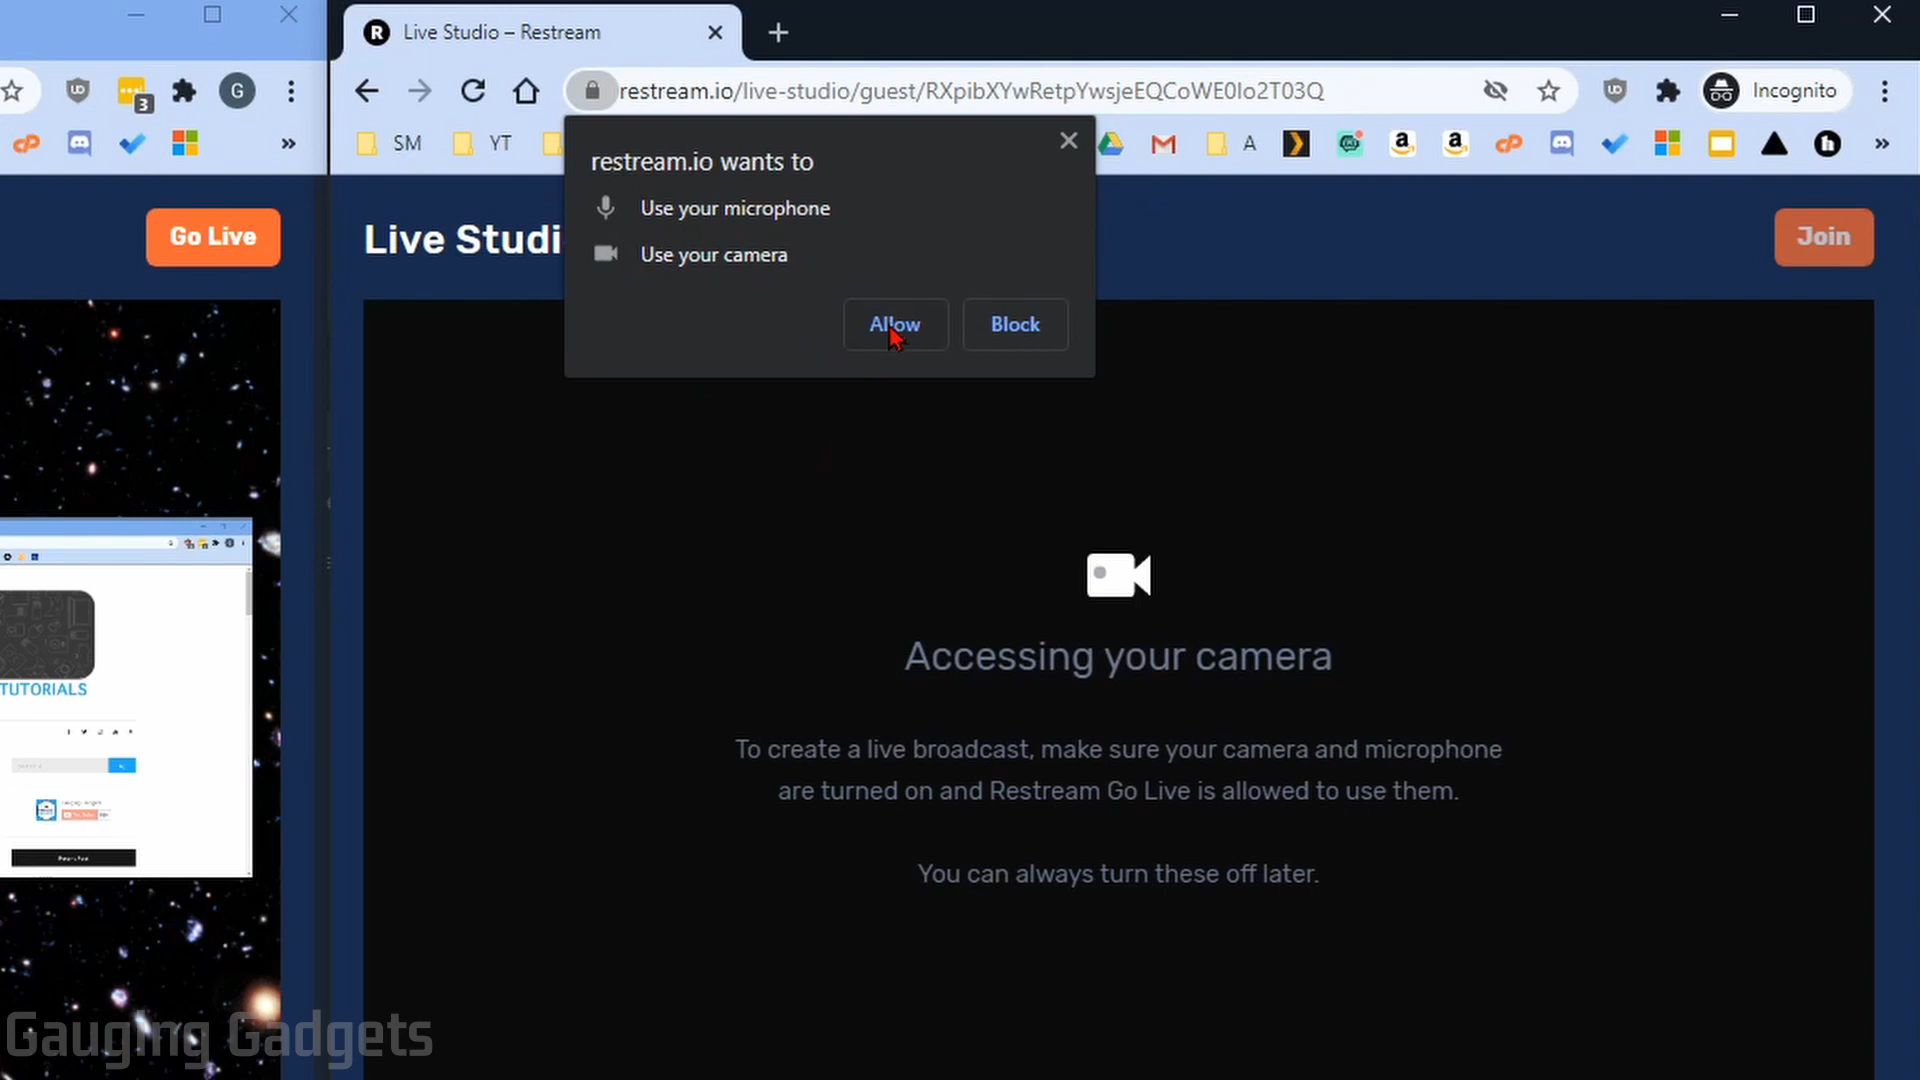 Live Studio – Restream
G
3
restream.io/live-studio/guest/RXpibXYwRetpYwsjeEQCoWE0Io2T03Q
Incognito
SM
YT
A
restream.io wants to
Use your microphone
Use your camera
Allow
Block
Go Live
Live Studi
Join
Accessing your camera
To create a live broadcast, make sure your camera and microphone
are turned on and Restream Go Live is allowed to use them.
You can always turn these off later.
TUTORIALS
Gauging Gadgets